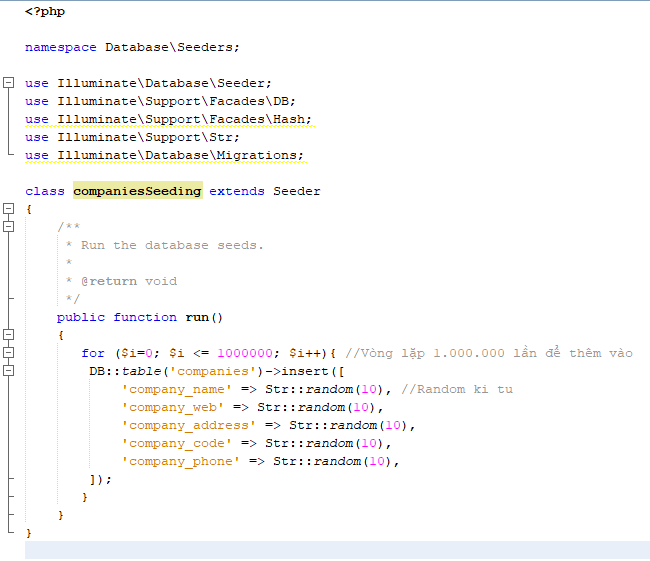 <?php
namespace Database\Seeders;
use Illuminate\Database\Seeder;
use Illuminate\Support\Facades\DB;
use Illuminate\Support\Facades\Hash;
use Illuminate\Support\Str;
use Illuminate\Database\Migrations;
class companiesSeeding extends Seeder
{
/**
* Run the database seeds.
*
* @return void
*/
public function run()
{
for ($i=0; $i <= 1000000; $i++){ //Vòng lặp 1.000.000 lần để thêm vào
DB::table('companies')->insert([
'company_name' => Str::random(10), //Random ki tu
'company_web' => Str::random(10),
'company_address' => Str::random(10),
'company_code' => Str::random(10),
'company_phone' => Str::random(10),
]);
}
}
}